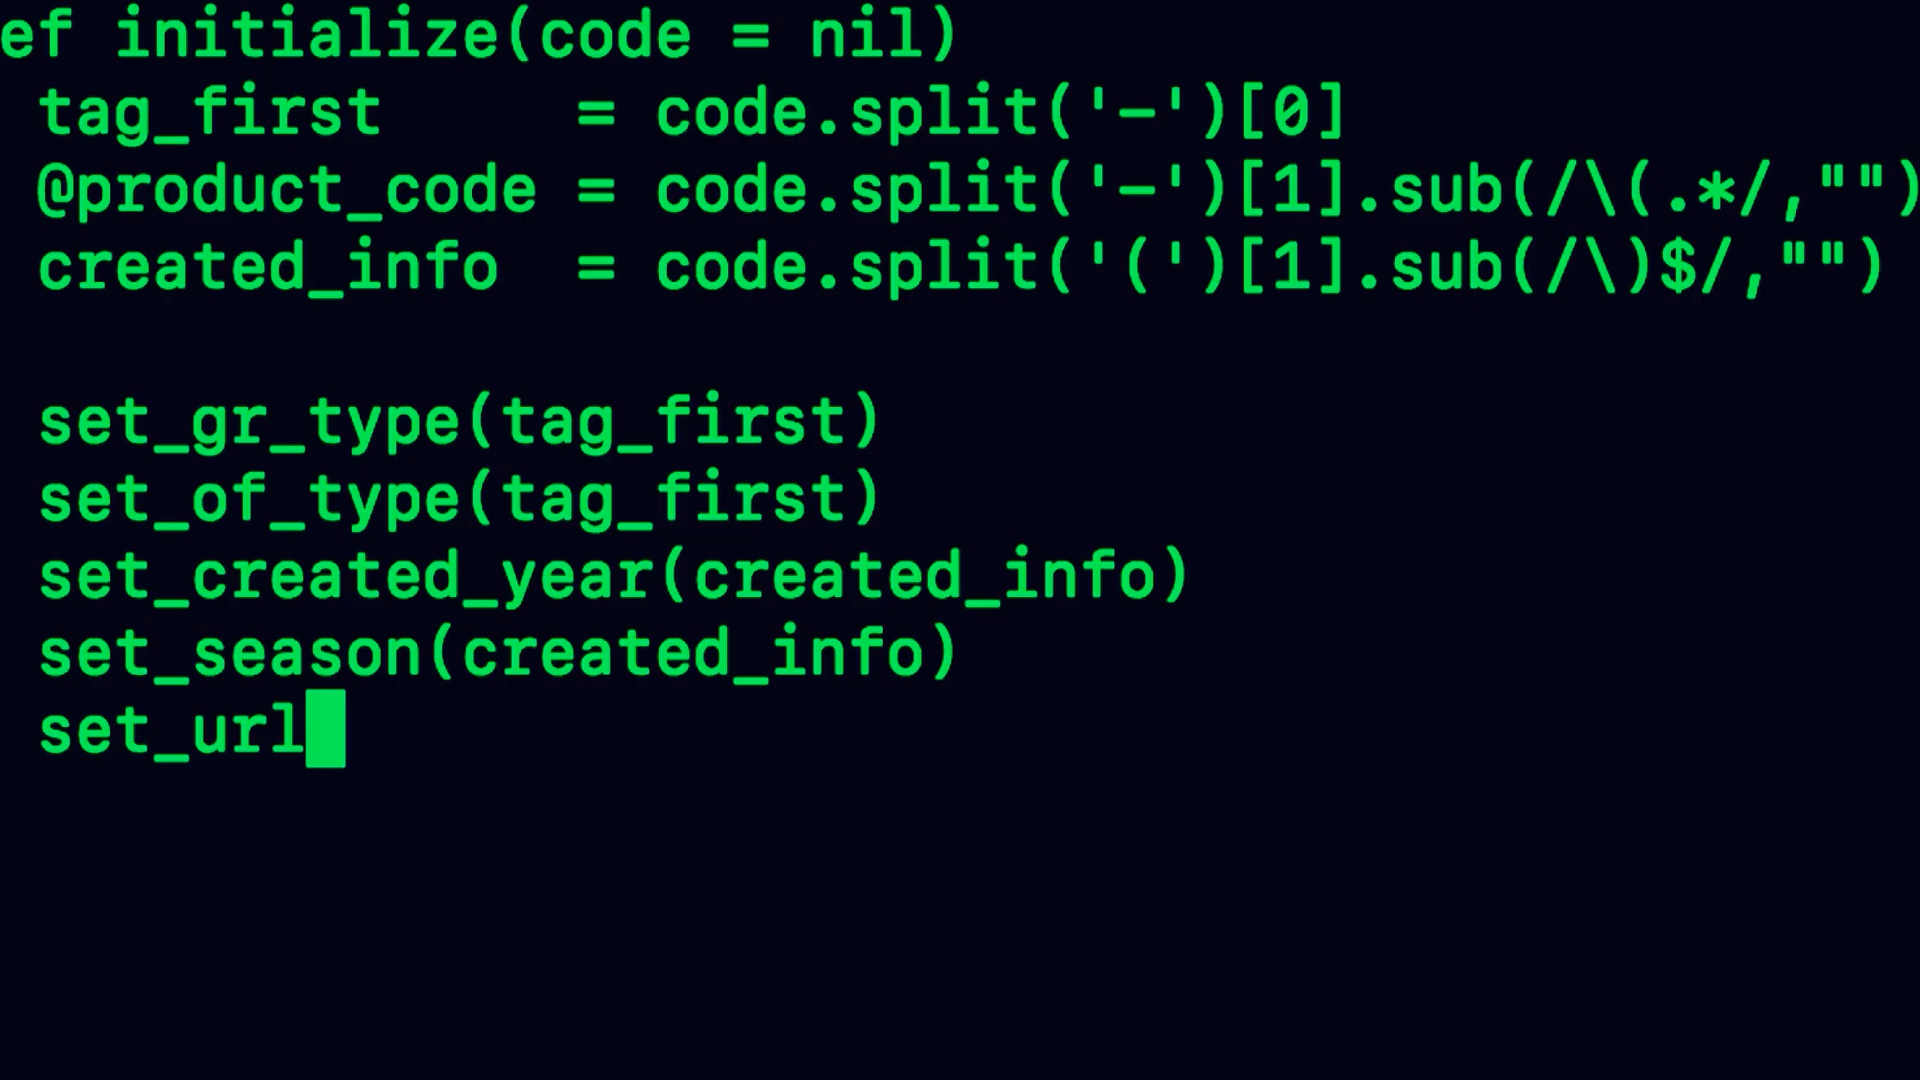 ef initialize(code = nil)
tag_first = code.split('-')[0]
@product_code = code.split('-')[1].sub(/\(.*/,"")
created_info = code.split('(')[1].sub(/\)$/,"")
set_gr_type(tag_first)
set_of_type(tag_first)
set_created_year(created_info)
set_season(created_info)
set_url